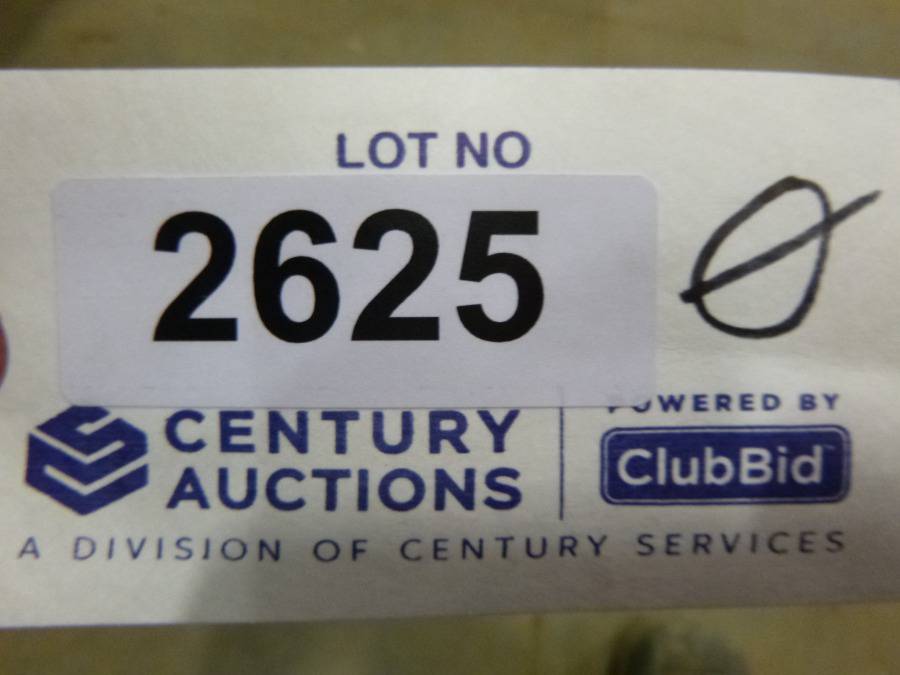 LOT NO
2625 Ø
CENTURY
AUCTIONS
POWERED BY
ClubBid
A DIVISION OF CENTURY SERVICES